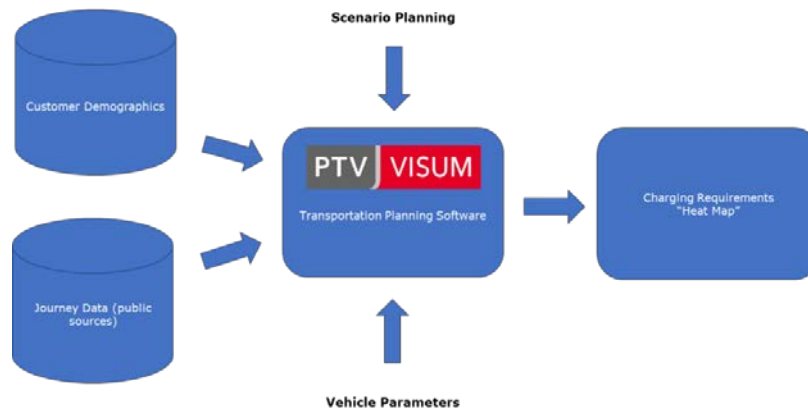 Scenario Planning
Customer Demographics
PTV VISUM
Transportation Planning Software
Charging Requirements
"Heat Map"
Journey Data (public
sources)
Vehicle Parameters